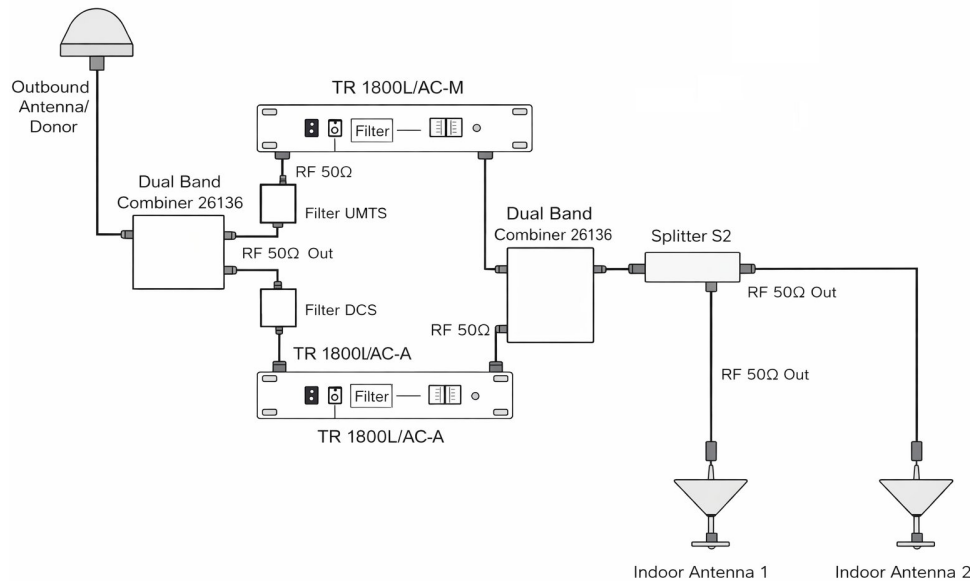 Outbound
Antenna/
Donor
TR 1800L/AC-M
Filter
RF 50Ω
Dual Band
Combiner 26136
Filter UMTS
RF 50Ω Out
Filter DCS
Dual Band
Combiner 26136
Splitter S2
RF 50Ω Out
RF 50Ω
TR 1800L/AC-A
RF 50Ω Out
Filter
TR 1800L/AC-A
Indoor Antenna 1
Indoor Antenna 2